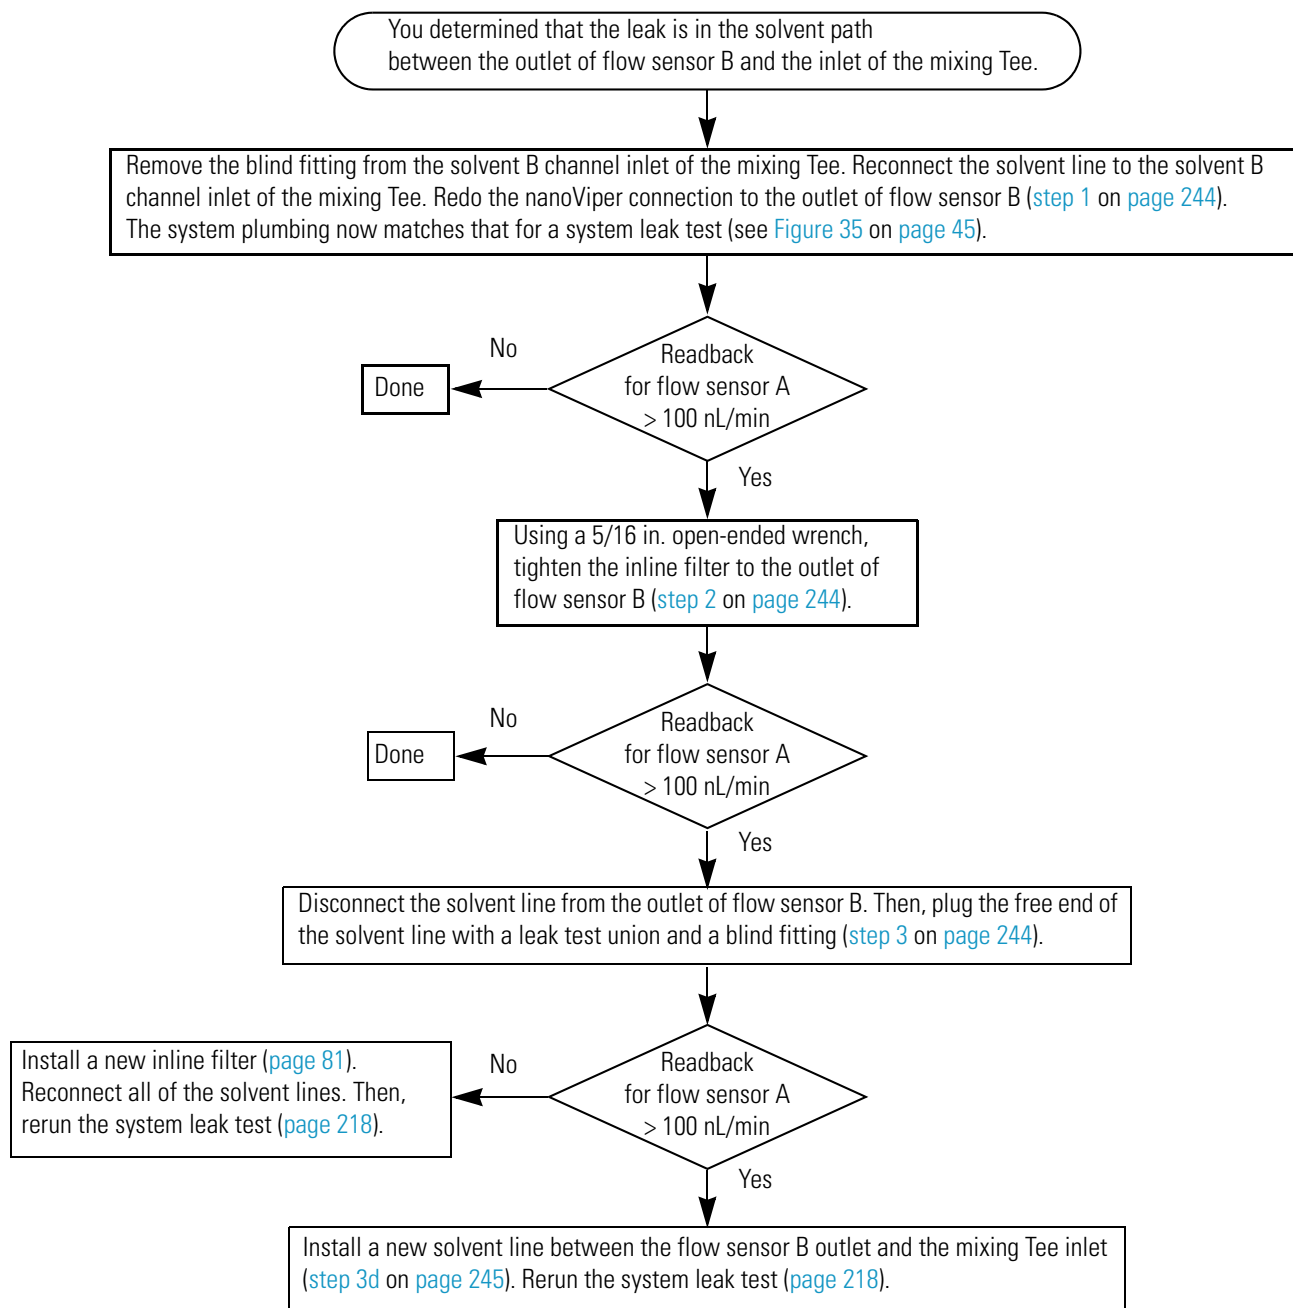 You determined that the leak is in the solvent path
between the outlet of flow sensor B and the inlet of the mixing Tee.
Remove the blind fitting from the solvent B channel inlet of the mixing Tee. Reconnect the solvent line to the solvent B
channel inlet of the mixing Tee. Redo the nanoViper connection to the outlet of flow sensor B (step 1 on page 244).
The system plumbing now matches that for a system leak test (see Figure 35 on page 45).
No
Readback
for flow sensor A
> 100 nL/min
Done
Yes
Using a 5/16 in. open-ended wrench,
tighten the inline filter to the outlet of
flow sensor B (step 2 on page 244).
No
Readback
for flow sensor A
> 100 nL/min
Done
Yes
Disconnect the solvent line from the outlet of flow sensor B. Then, plug the free end of
the solvent line with a leak test union and a blind fitting (step 3 on page 244).
No
Readback
for flow sensor A
> 100 nL/min
Install a new inline filter (page 81).
Reconnect all of the solvent lines. Then,
rerun the system leak test (page 218).
Yes
Install a new solvent line between the flow sensor B outlet and the mixing Tee inlet
(step 3d on page 245). Rerun the system leak test (page 218).